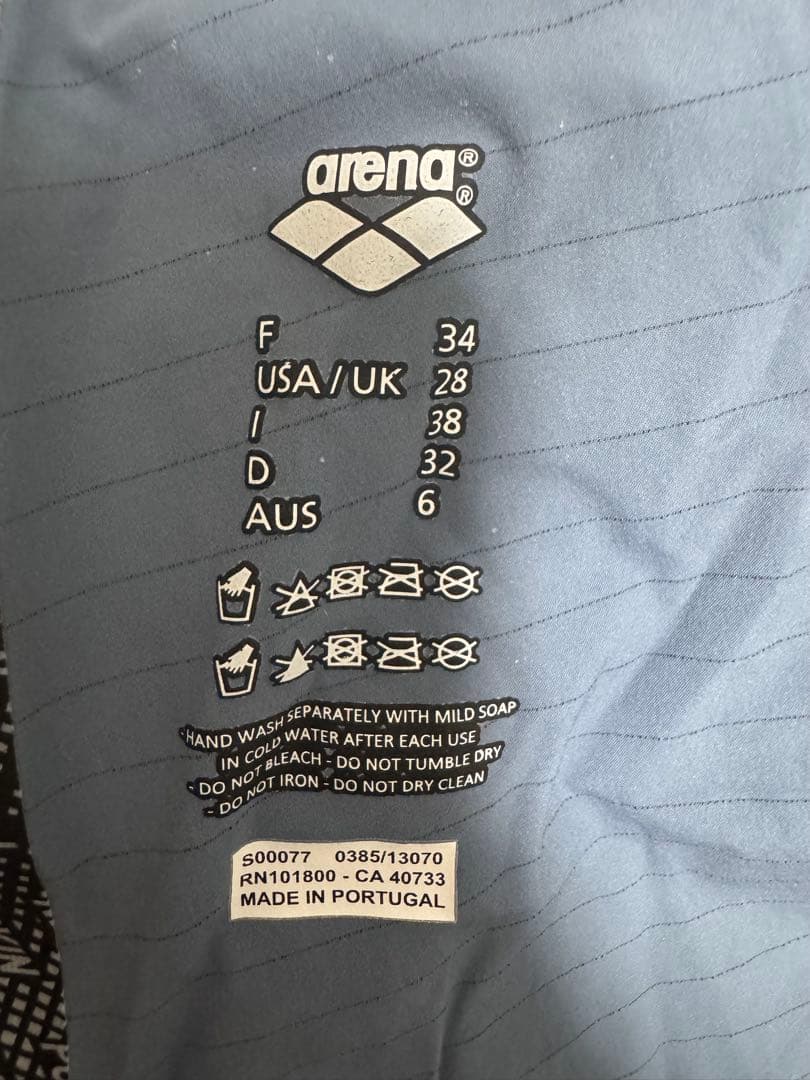 arena®
®
F 34
USA/UK 28
I 38
D 32
AUS 6
·HAND WASH SEPARATELY WITH MILD SOAP
IN COLD WATER AFTER EACH USE
- DO NOT BLEACH - DO NOT TUMBLE DRY
- DO NOT IRON - DO NOT DRY CLEAN
S00077 0385/13070
RN101800 - CA 40733
MADE IN PORTUGAL